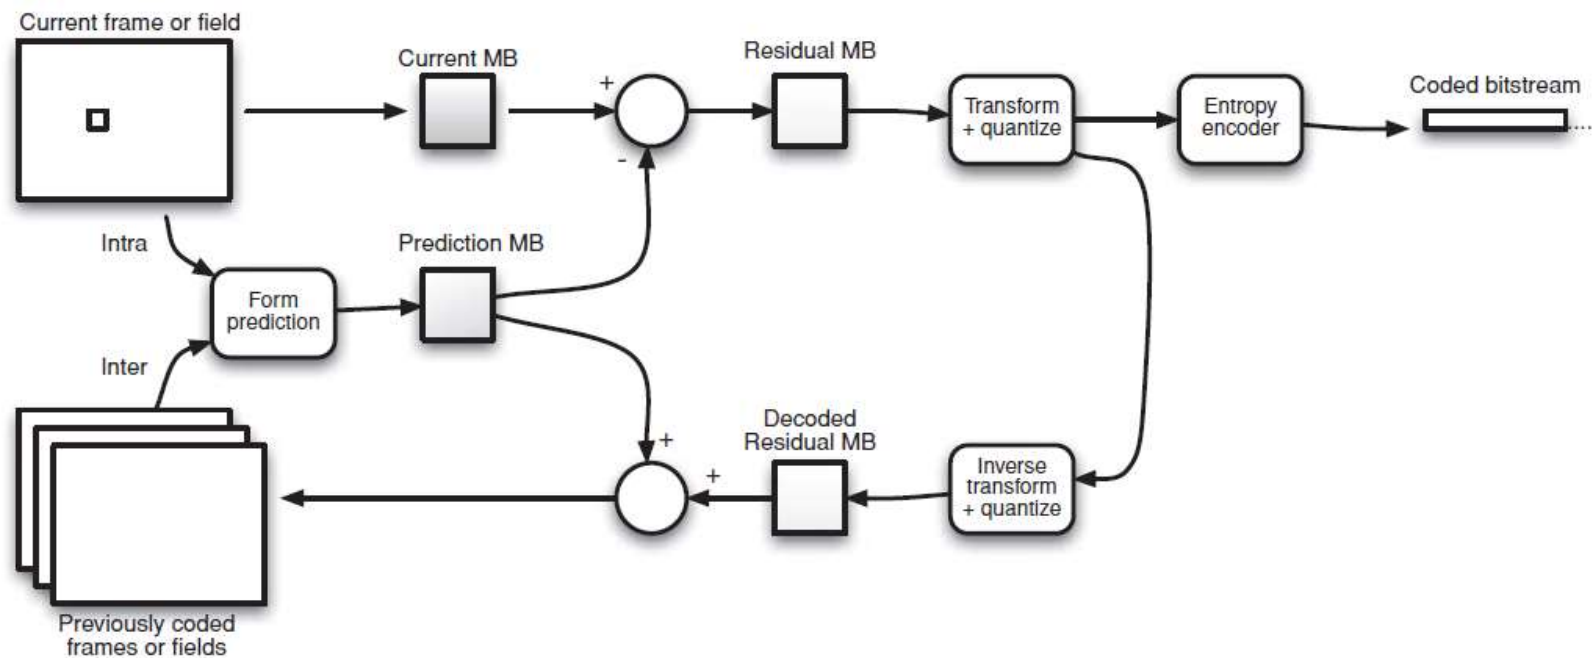 Current frame or field
Current MB
Residual MB
Coded bitstream
+
-
Transform
+ quantize
Entropy
encoder
....
Intra
Prediction MB
Form
prediction
Inter
Decoded
Residual MB
+
+
Inverse
transform
+ quantize
Previously coded
frames or fields